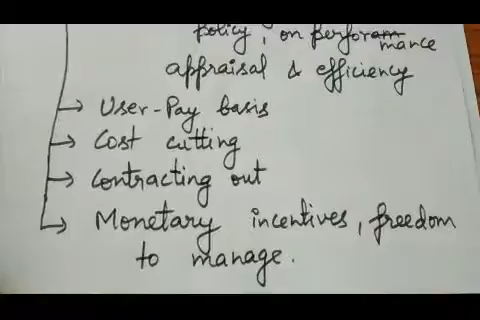 policy, on performance
appraisal & efficiency
→ User-Pay basis
→ Cost cutting
→ Contracting out
→ Monetary incentives, freedom
to manage.